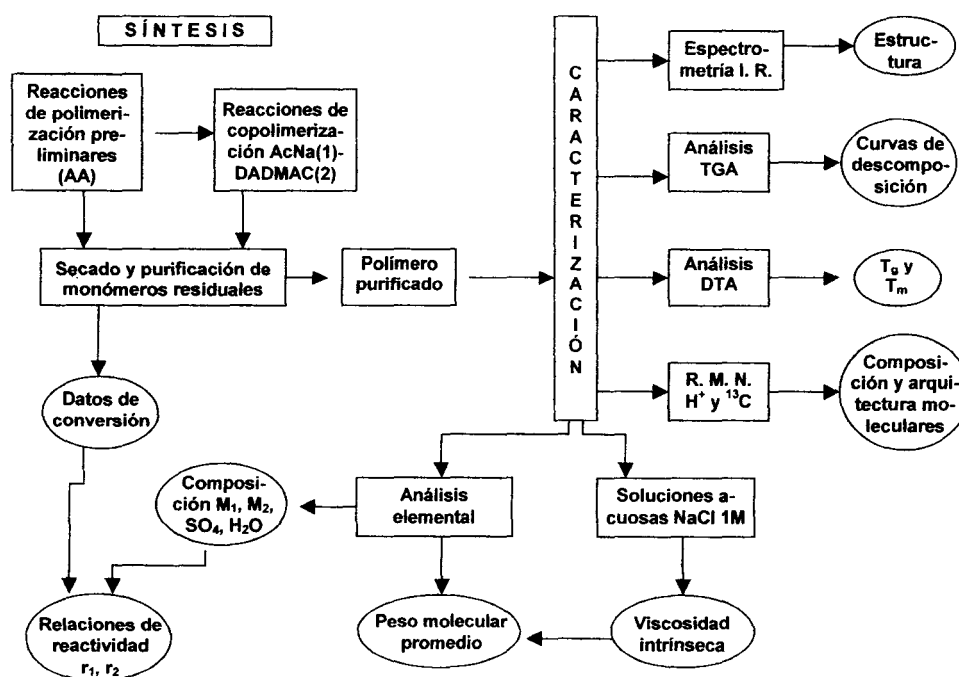 SÍNTESIS
Reacciones
de polimeri-
zación pre-
liminares
(AA)
Reacciones de
copolimeriza-
ción AcNa(1)-
DADMAC(2)
Secado y purificación de
monómeros residuales
Polímero
purificado
Datos de
conversión
CARACTERIZACIÓN
Espectro-
metría I. R.
Estruc-
tura
Análisis
TGA
Curvas de
descompo-
sición
Análisis
DTA
Tg y
Tm
R. M. N.
H⁺ y ¹³C
Composi-
ción y arqui-
tectura mo-
leculares
Composi-
ción M₁, M₂,
SO₄, H₂O
Análisis
elemental
Soluciones a-
cuosas NaCl 1M
Relaciones de
reactividad
r₁, r₂
Peso molecular
promedio
Viscosidad
intrínseca